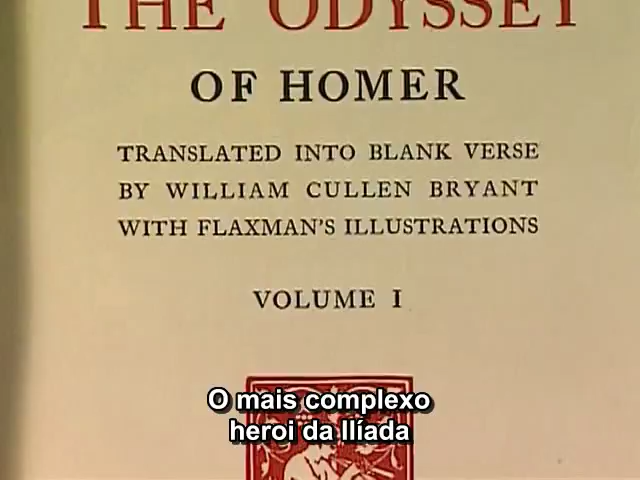 THE ODYSSEY
OF HOMER
TRANSLATED INTO BLANK VERSE
BY WILLIAM CULLEN BRYANT
WITH FLAXMAN'S ILLUSTRATIONS
VOLUME I
O mais complexo
heroi da Ilíada